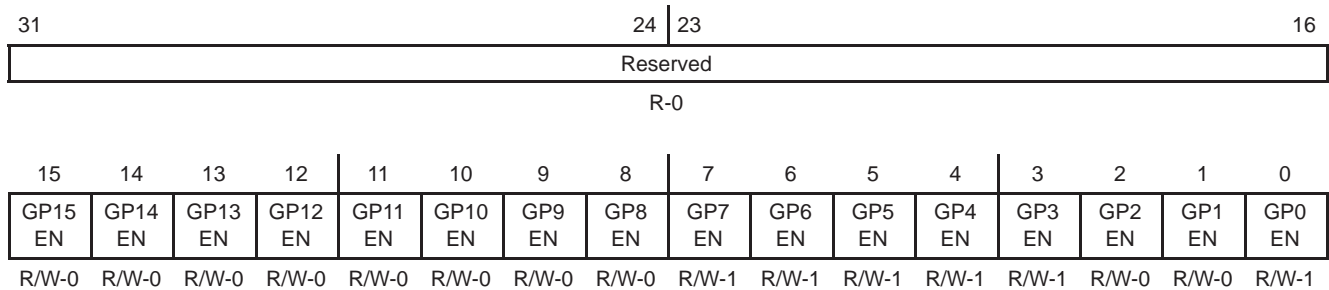 31 24 23 16
Reserved
R-0
15 14 13 12 11 10 9 8 7 6 5 4 3 2 1 0
GP15 GP14 GP13 GP12 GP11 GP10 GP9 GP8 GP7 GP6 GP5 GP4 GP3 GP2 GP1 GP0
EN EN EN EN EN EN EN EN EN EN EN EN EN EN EN EN
R/W-0 R/W-0 R/W-0 R/W-0 R/W-0 R/W-0 R/W-0 R/W-0 R/W-1 R/W-1 R/W-1 R/W-1 R/W-1 R/W-0 R/W-0 R/W-1